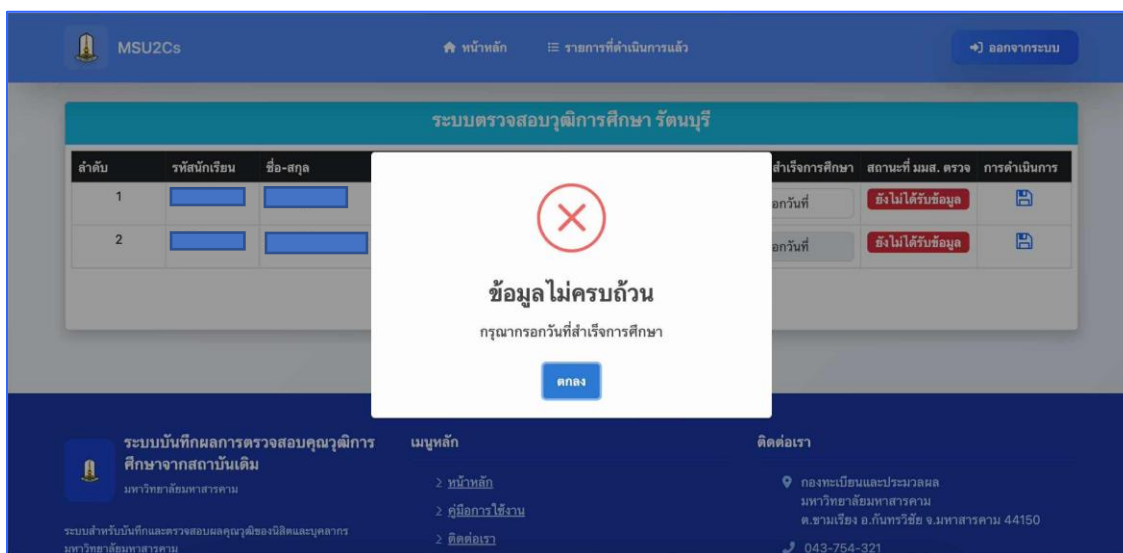 MSU2Cs
หน้าหลัก
รายการที่ดำเนินการแล้ว
ออกจากระบบ
ระบบตรวจสอบวุฒิการศึกษา รัตนบุรี
ลำดับ รหัสนักเรียน ชื่อ-สกุล สำเร็จการศึกษา สถานะที่ มมส. ตรวจ การดำเนินการ
1 อกวันที่ ยังไม่ได้รับข้อมูล
2 อกวันที่ ยังไม่ได้รับข้อมูล
ข้อมูลไม่ครบถ้วน
กรุณากรอกวันที่สำเร็จการศึกษา
ตกลง
ระบบบันทึกผลการตรวจสอบคุณวุฒิการ
ศึกษาจากสถาบันเดิม
มหาวิทยาลัยมหาสารคาม
ระบบสำหรับบันทึกและตรวจสอบผลคุณวุฒิของนิสิตและบุคลากร
มหาวิทยาลัยมหาสารคาม
เมนูหลัก
หน้าหลัก
คู่มือการใช้งาน
ติดต่อเรา
ติดต่อเรา
กองทะเบียนและประมวลผล
มหาวิทยาลัยมหาสารคาม
ต.ขามเรียง อ.กันทรวิชัย จ.มหาสารคาม 44150
043-754-321